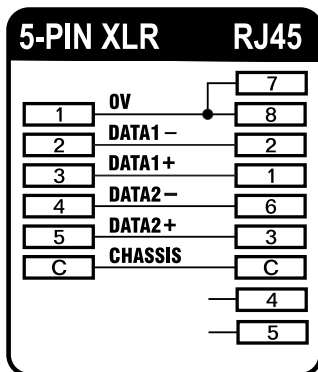 5-PIN XLR RJ45
7
1 0V 8
2 DATA1− 2
3 DATA1+ 1
4 DATA2− 6
5 DATA2+ 3
C CHASSIS C
4
5